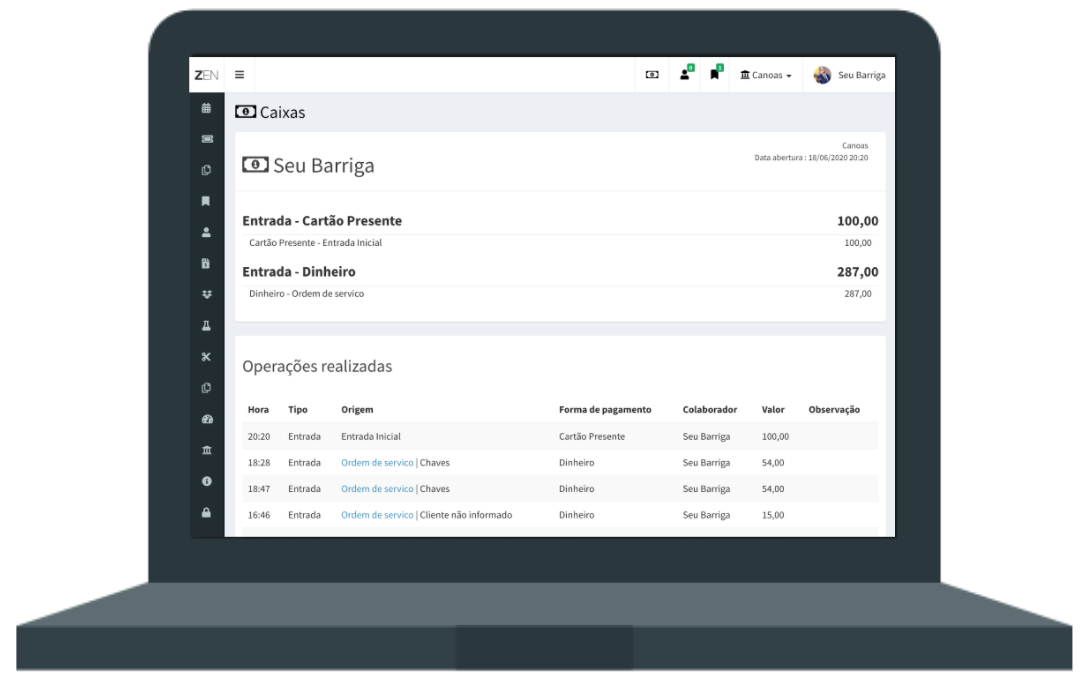 ZEN
0
1
Canoas
Seu Barriga
Caixas
Seu Barriga
Canoas
Data abertura : 18/06/2020 20:20
Entrada - Cartão Presente 100,00
Cartão Presente - Entrada Inicial 100,00
Entrada - Dinheiro 287,00
Dinheiro - Ordem de servico 287,00
Operações realizadas
Hora Tipo Origem Forma de pagamento Colaborador Valor Observação
20:20 Entrada Entrada Inicial Cartão Presente Seu Barriga 100,00
18:28 Entrada Ordem de servico | Chaves Dinheiro Seu Barriga 54,00
18:47 Entrada Ordem de servico | Chaves Dinheiro Seu Barriga 54,00
16:46 Entrada Ordem de servico | Cliente não informado Dinheiro Seu Barriga 15,00